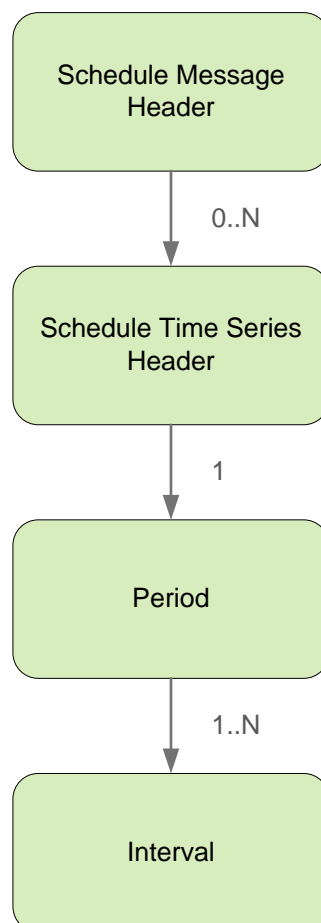 Schedule Message
Header
0..N
Schedule Time Series
Header
1
Period
1..N
Interval